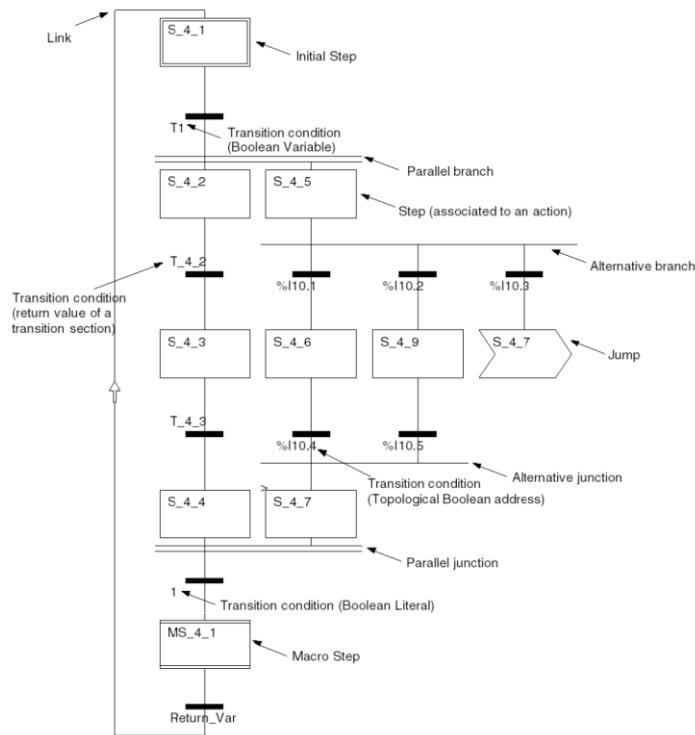 S_4_1
Link
Initial Step
T1
Transition condition
(Boolean Variable)
Parallel branch
S_4_2
S_4_5
Step (associated to an action)
T_4_2
Alternative branch
%I10.1
%I10.2
%I10.3
Transition condition
(return value of a
transition section)
S_4_3
S_4_6
S_4_9
S_4_7
Jump
T_4_3
%I10.4
%I10.5
Alternative junction
Transition condition
(Topological Boolean address)
S_4_4
S_4_7
Parallel junction
1
Transition condition (Boolean Literal)
MS_4_1
Macro Step
Return_Var